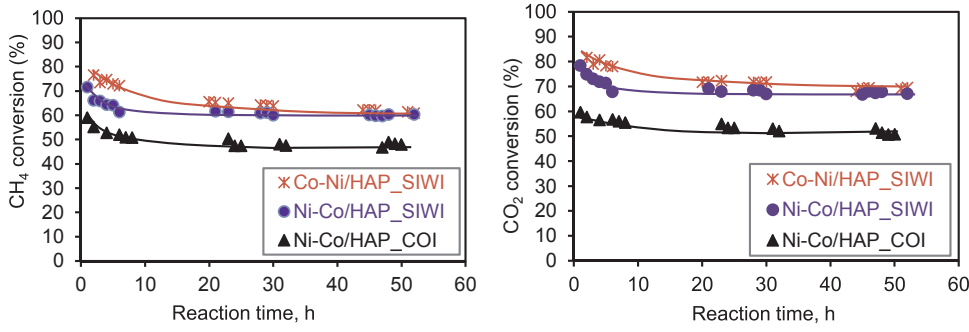 CH4 conversion (%)
100
90
80
70
60
50
40
30
20
10
0
Co-Ni/HAP_SIWI
Ni-Co/HAP_SIWI
Ni-Co/HAP_COI
0 10 20 30 40 50 60
Reaction time, h
CO2 conversion (%)
100
90
80
70
60
50
40
30
20
10
0
Co-Ni/HAP_SIWI
Ni-Co/HAP_SIWI
Ni-Co/HAP_COI
0 10 20 30 40 50 60
Reaction time, h